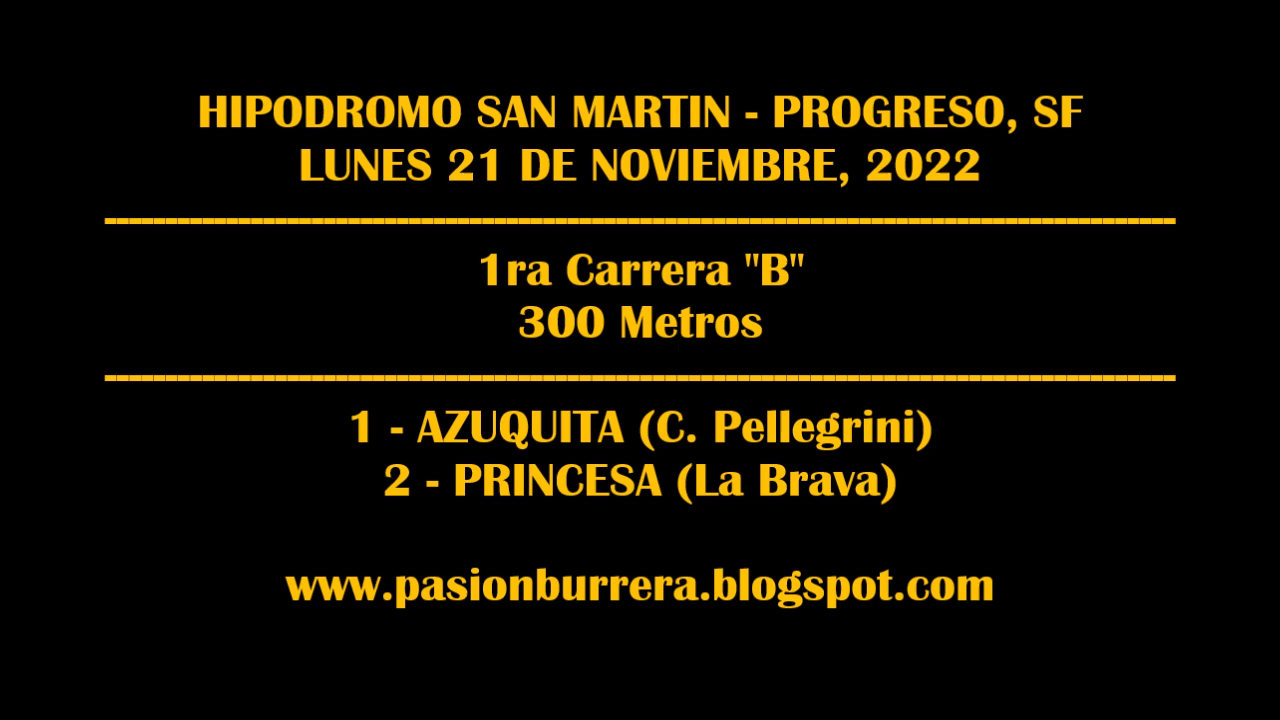 HIPODROMO SAN MARTIN - PROGRESO, SF
LUNES 21 DE NOVIEMBRE, 2022
1ra Carrera "B"
300 Metros
1 - AZUQUITA (C. Pellegrini)
2 - PRINCESA (La Brava)
www.pasionburrera.blogspot.com